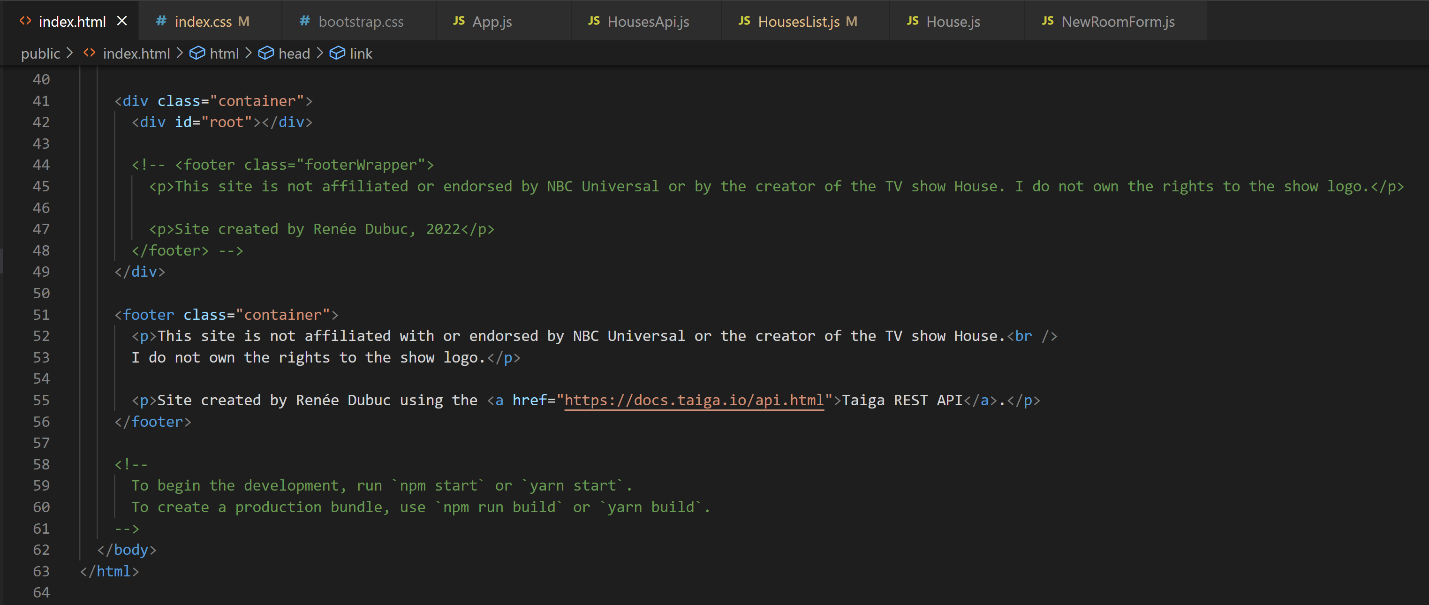 index.html × # index.css M # bootstrap.css JS App.js JS HousesApi.js JS HousesList.js M JS House.js JS NewRoomForm.js
public > <> index.html > html > head > link
40
41 <div class="container">
42 <div id="root"></div>
43
44 <!-- <footer class="footerWrapper">
45 <p>This site is not affiliated or endorsed by NBC Universal or by the creator of the TV show House. I do not own the rights to the show logo.</p>
46
47 <p>Site created by Renée Dubuc, 2022</p>
48 </footer> -->
49 </div>
50
51 <footer class="container">
52 <p>This site is not affiliated with or endorsed by NBC Universal or the creator of the TV show House.<br />
53 I do not own the rights to the show logo.</p>
54
55 <p>Site created by Renée Dubuc using the <a href="https://docs.taiga.io/api.html">Taiga REST API</a>.</p>
56 </footer>
57
58 <!--
59 To begin the development, run `npm start` or `yarn start`.
60 To create a production bundle, use `npm run build` or `yarn build`.
61 -->
62 </body>
63 </html>
64